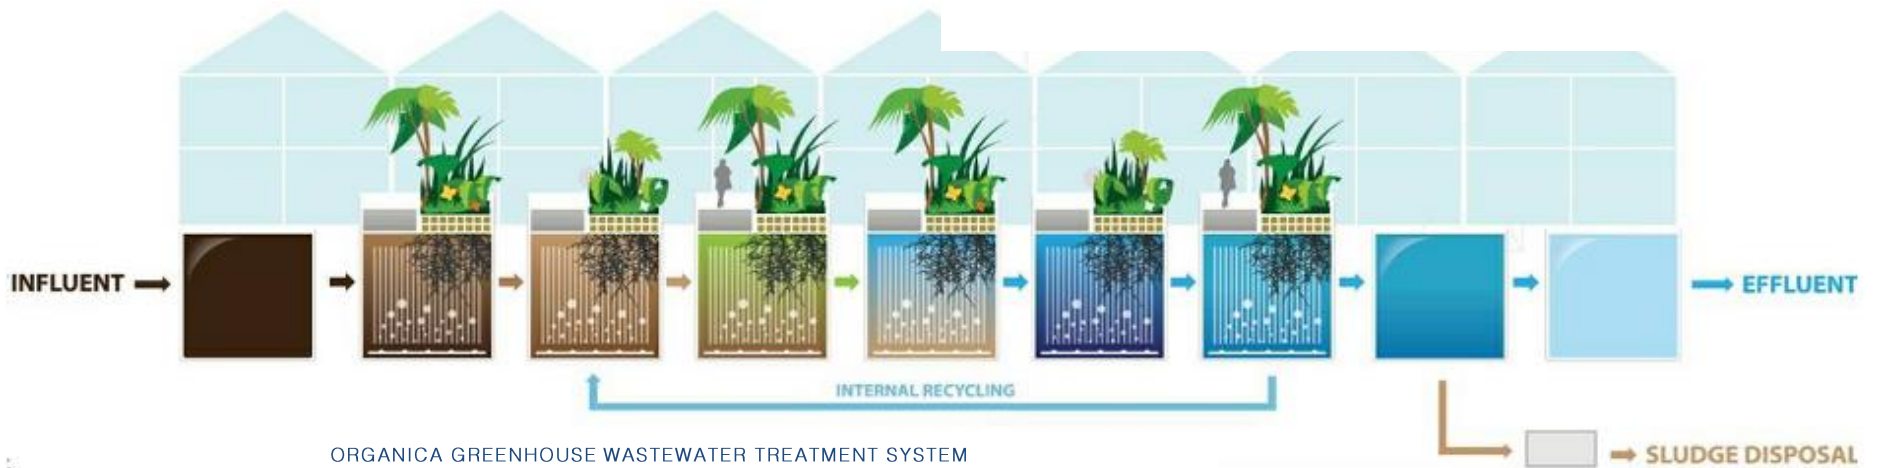 INFLUENT
EFFLUENT
INTERNAL RECYCLING
ORGANICA GREENHOUSE WASTEWATER TREATMENT SYSTEM
SLUDGE DISPOSAL